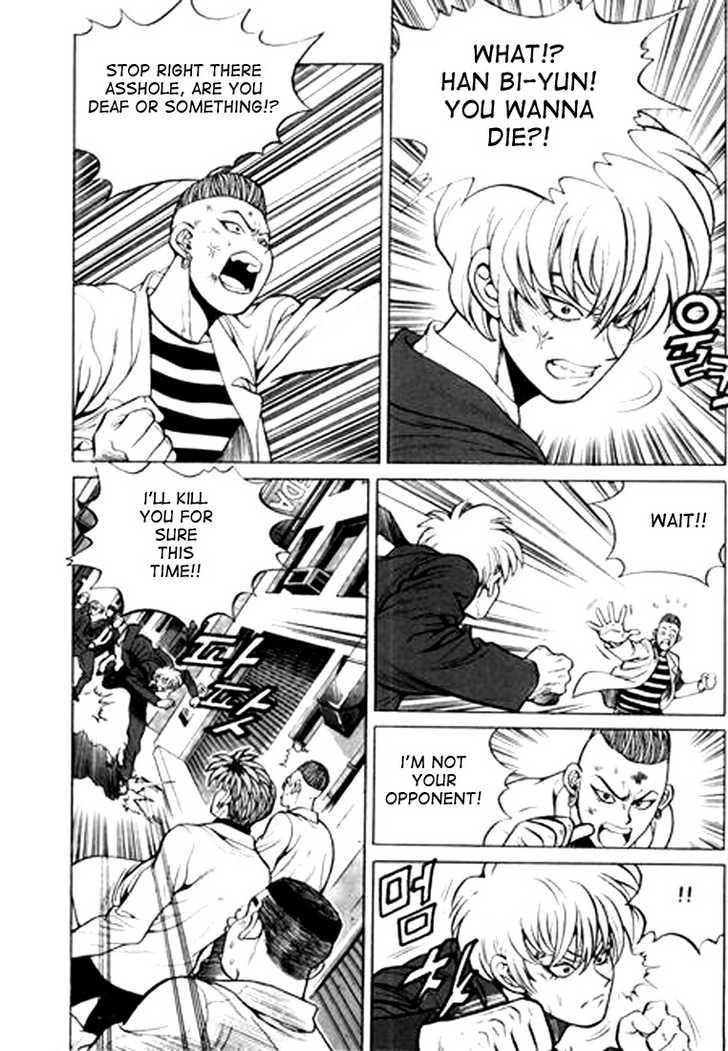 STOP RIGHT THERE
ASSHOLE, ARE YOU
DEAF OR SOMETHING!?
WHAT!?
HAN BI-YUN!
YOU WANNA
DIE?!
I'LL KILL
YOU FOR
SURE
THIS
TIME!!
WAIT!!
I'M NOT
YOUR
OPPONENT!
멈
!!